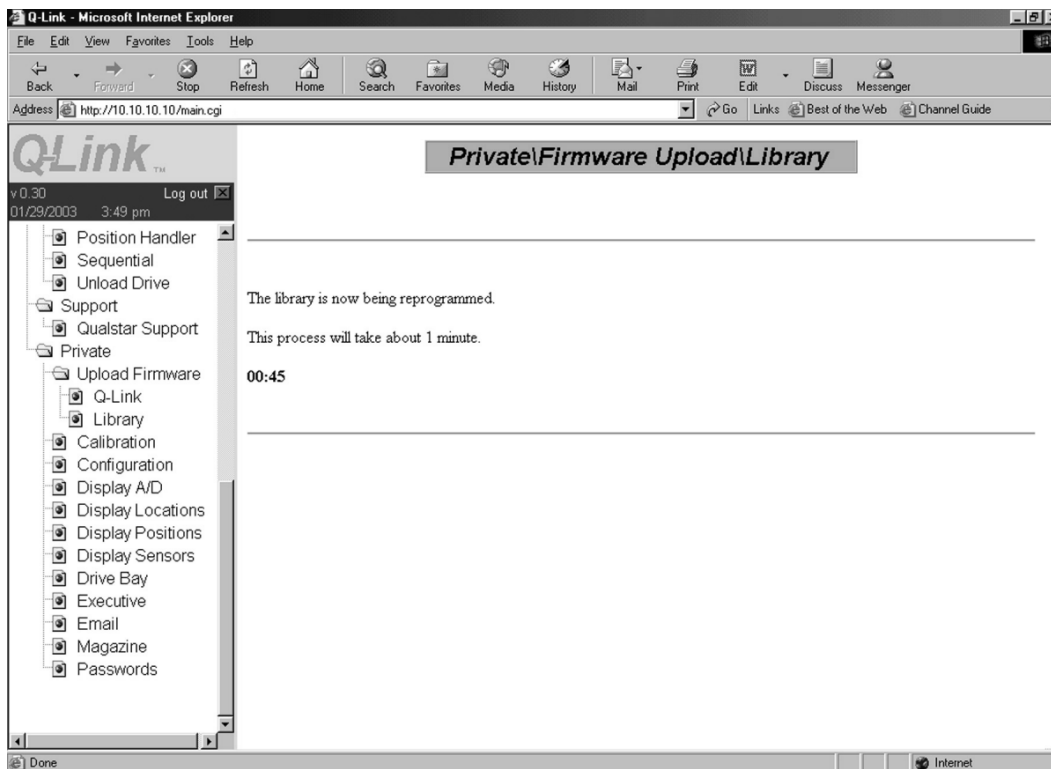 Q-Link - Microsoft Internet Explorer
File Edit View Favorites Tools Help
Back Forward Stop Refresh Home Search Favorites Media History Mail Print Edit Discuss Messenger
Address http://10.10.10.10/main.cgi Go Links Best of the Web Channel Guide
Q-Link TM
v 0.30 Log out
01/29/2003 3:49 pm
Position Handler
Sequential
Unload Drive
Support
Qualstar Support
Private
Upload Firmware
Q-Link
Library
Calibration
Configuration
Display A/D
Display Locations
Display Positions
Display Sensors
Drive Bay
Executive
Email
Magazine
Passwords
Private\Firmware Upload\Library
The library is now being reprogrammed.
This process will take about 1 minute.
00:45
Done Internet